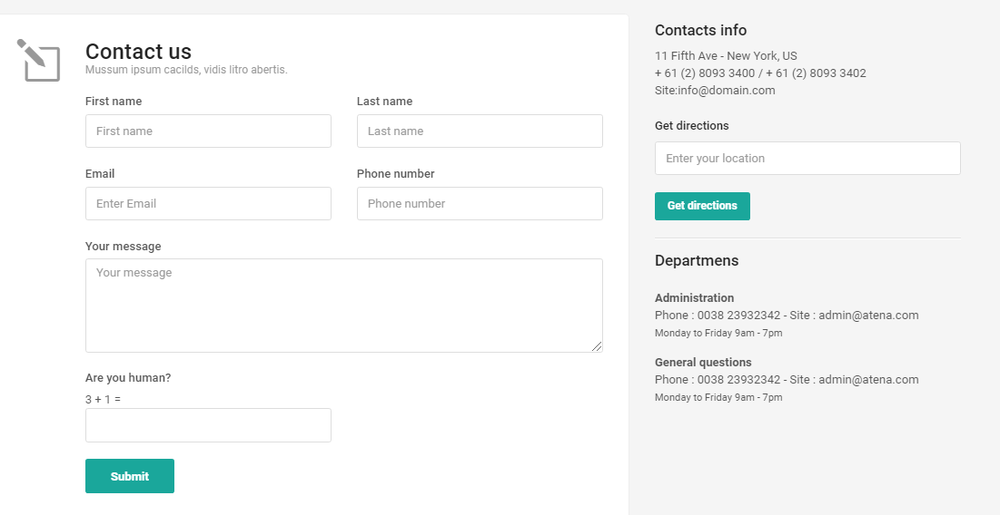 Contact us
Mussum ipsum cacilds, vidis litro abertis.
First name
Last name
First name
Last name
Email
Phone number
Enter Email
Phone number
Your message
Your message
Are you human?
3 + 1 =
Submit
Contacts info
11 Fifth Ave - New York, US
+ 61 (2) 8093 3400 / + 61 (2) 8093 3402
Site:info@domain.com
Get directions
Enter your location
Get directions
Departmens
Administration
Phone : 0038 23932342 - Site : admin@atena.com
Monday to Friday 9am - 7pm
General questions
Phone : 0038 23932342 - Site : admin@atena.com
Monday to Friday 9am - 7pm